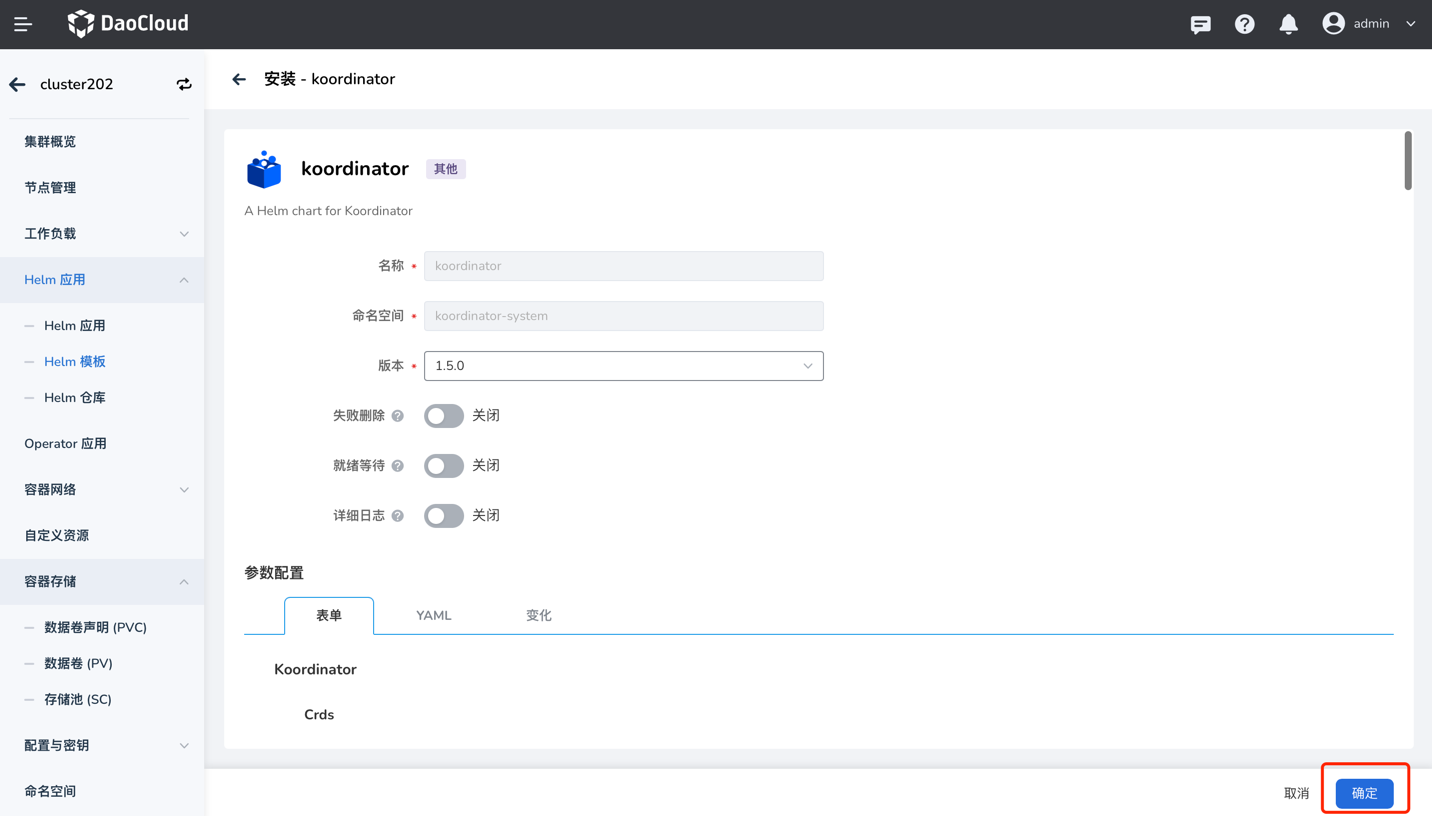 DaoCloud
admin
cluster202
集群概览
节点管理
工作负载
Helm 应用
Helm 应用
Helm 模板
Helm 仓库
Operator 应用
容器网络
自定义资源
容器存储
数据卷声明 (PVC)
数据卷 (PV)
存储池 (SC)
配置与密钥
命名空间
安装 - koordinator
koordinator 其他
A Helm chart for Koordinator
名称 * koordinator
命名空间 * koordinator-system
版本 * 1.5.0
失败删除 ? 关闭
就绪等待 ? 关闭
详细日志 ? 关闭
参数配置
表单 YAML 变化
Koordinator
Crds
取消 确定